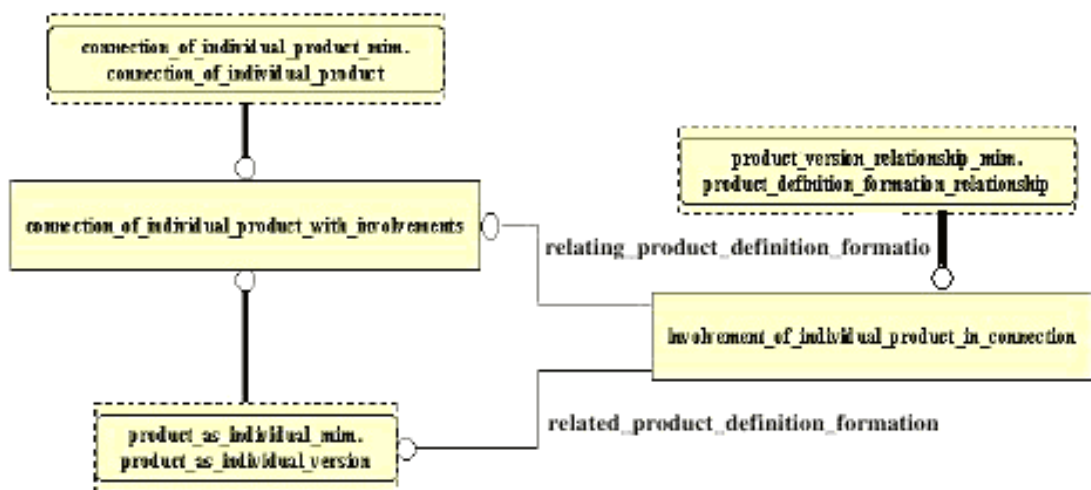 connection_of_individual_product_mim.
connection_of_individual_product
product_version_relationship_mim.
product_definition_formation_relationship
connection_of_individual_product_with_involvements
relating_product_definition_formatio
involvement_of_individual_product_in_connection
related_product_definition_formation
product_as_individual_mim.
product_as_individual_version